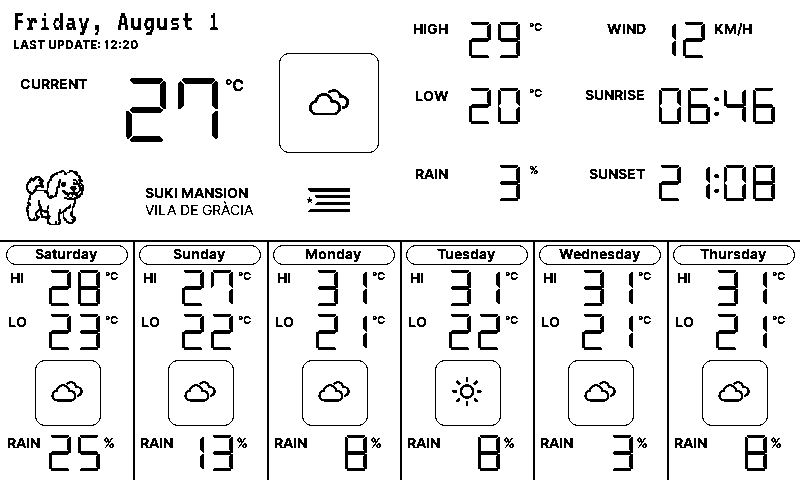 Friday, August 1
LAST UPDATE: 12:20
CURRENT 27 °C
HIGH 29 °C
LOW 20 °C
RAIN 3 %
WIND 12 KM/H
SUNRISE 06:46
SUNSET 21:08
SUKI MANSION
VILA DE GRÀCIA
Saturday
HI 28 °C
LO 23 °C
RAIN 25 %
Sunday
HI 27 °C
LO 22 °C
RAIN 13 %
Monday
HI 31 °C
LO 21 °C
RAIN 8 %
Tuesday
HI 31 °C
LO 22 °C
RAIN 8 %
Wednesday
HI 31 °C
LO 21 °C
RAIN 3 %
Thursday
HI 31 °C
LO 21 °C
RAIN 8 %